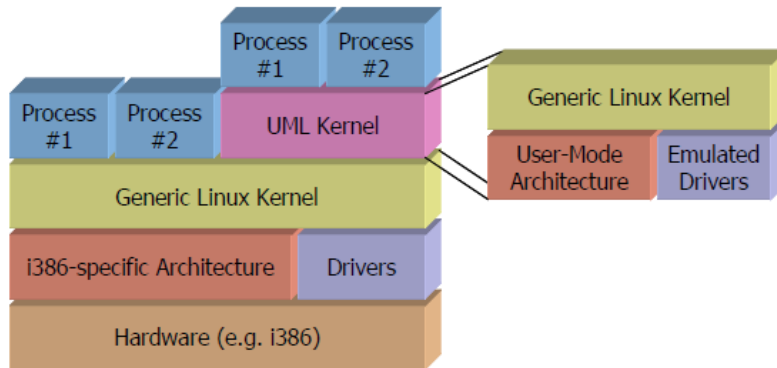 Process
#1
Process
#2
Process
#1
Process
#2
UML Kernel
Generic Linux Kernel
i386-specific Architecture
Drivers
Hardware (e.g. i386)
Generic Linux Kernel
User-Mode
Architecture
Emulated
Drivers